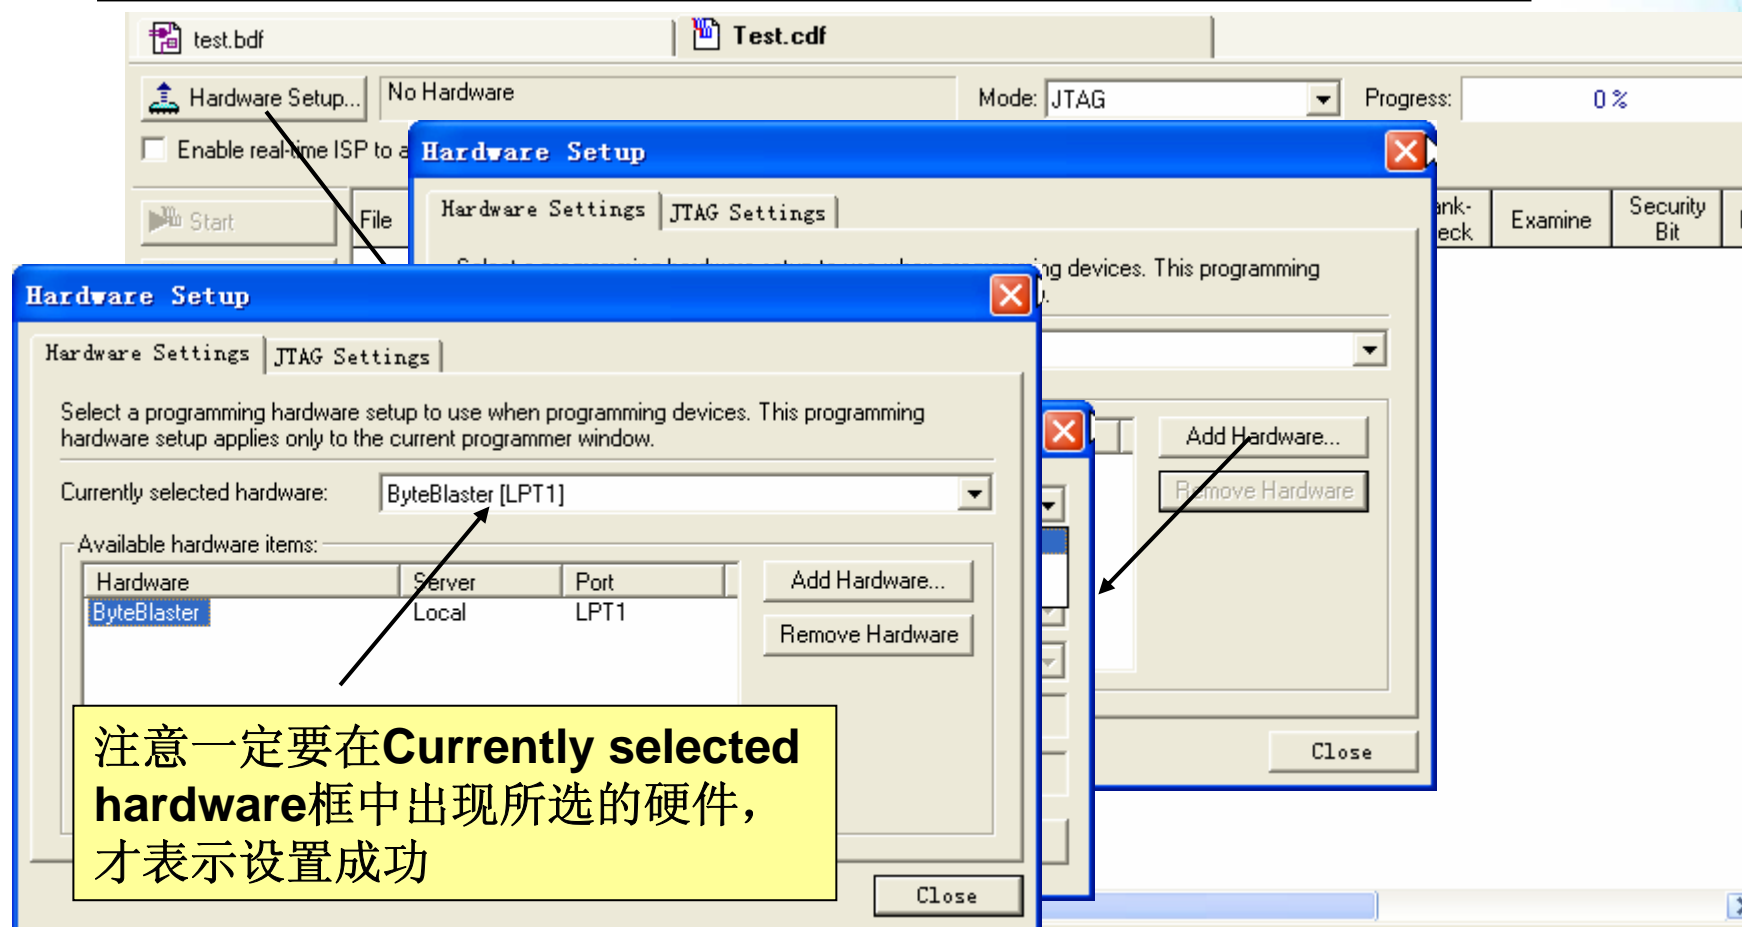 test.bdf
Test.cdf
Hardware Setup...
No Hardware
Mode:
JTAG
Progress:
0 %
Enable real-time ISP to a
Hardware Setup
Start
File
Hardware Settings
JTAG Settings
Examine
Security
Bit
ng devices. This programming
Add Hardware...
Remove Hardware
Close
Hardware Setup
Hardware Settings
JTAG Settings
Select a programming hardware setup to use when programming devices. This programming
hardware setup applies only to the current programmer window.
Currently selected hardware:
ByteBlaster [LPT1]
Available hardware items:
Hardware
Server
Port
ByteBlaster
Local
LPT1
Add Hardware...
Remove Hardware
注意一定要在Currently selected
hardware框中出现所选的硬件，
才表示设置成功
Close